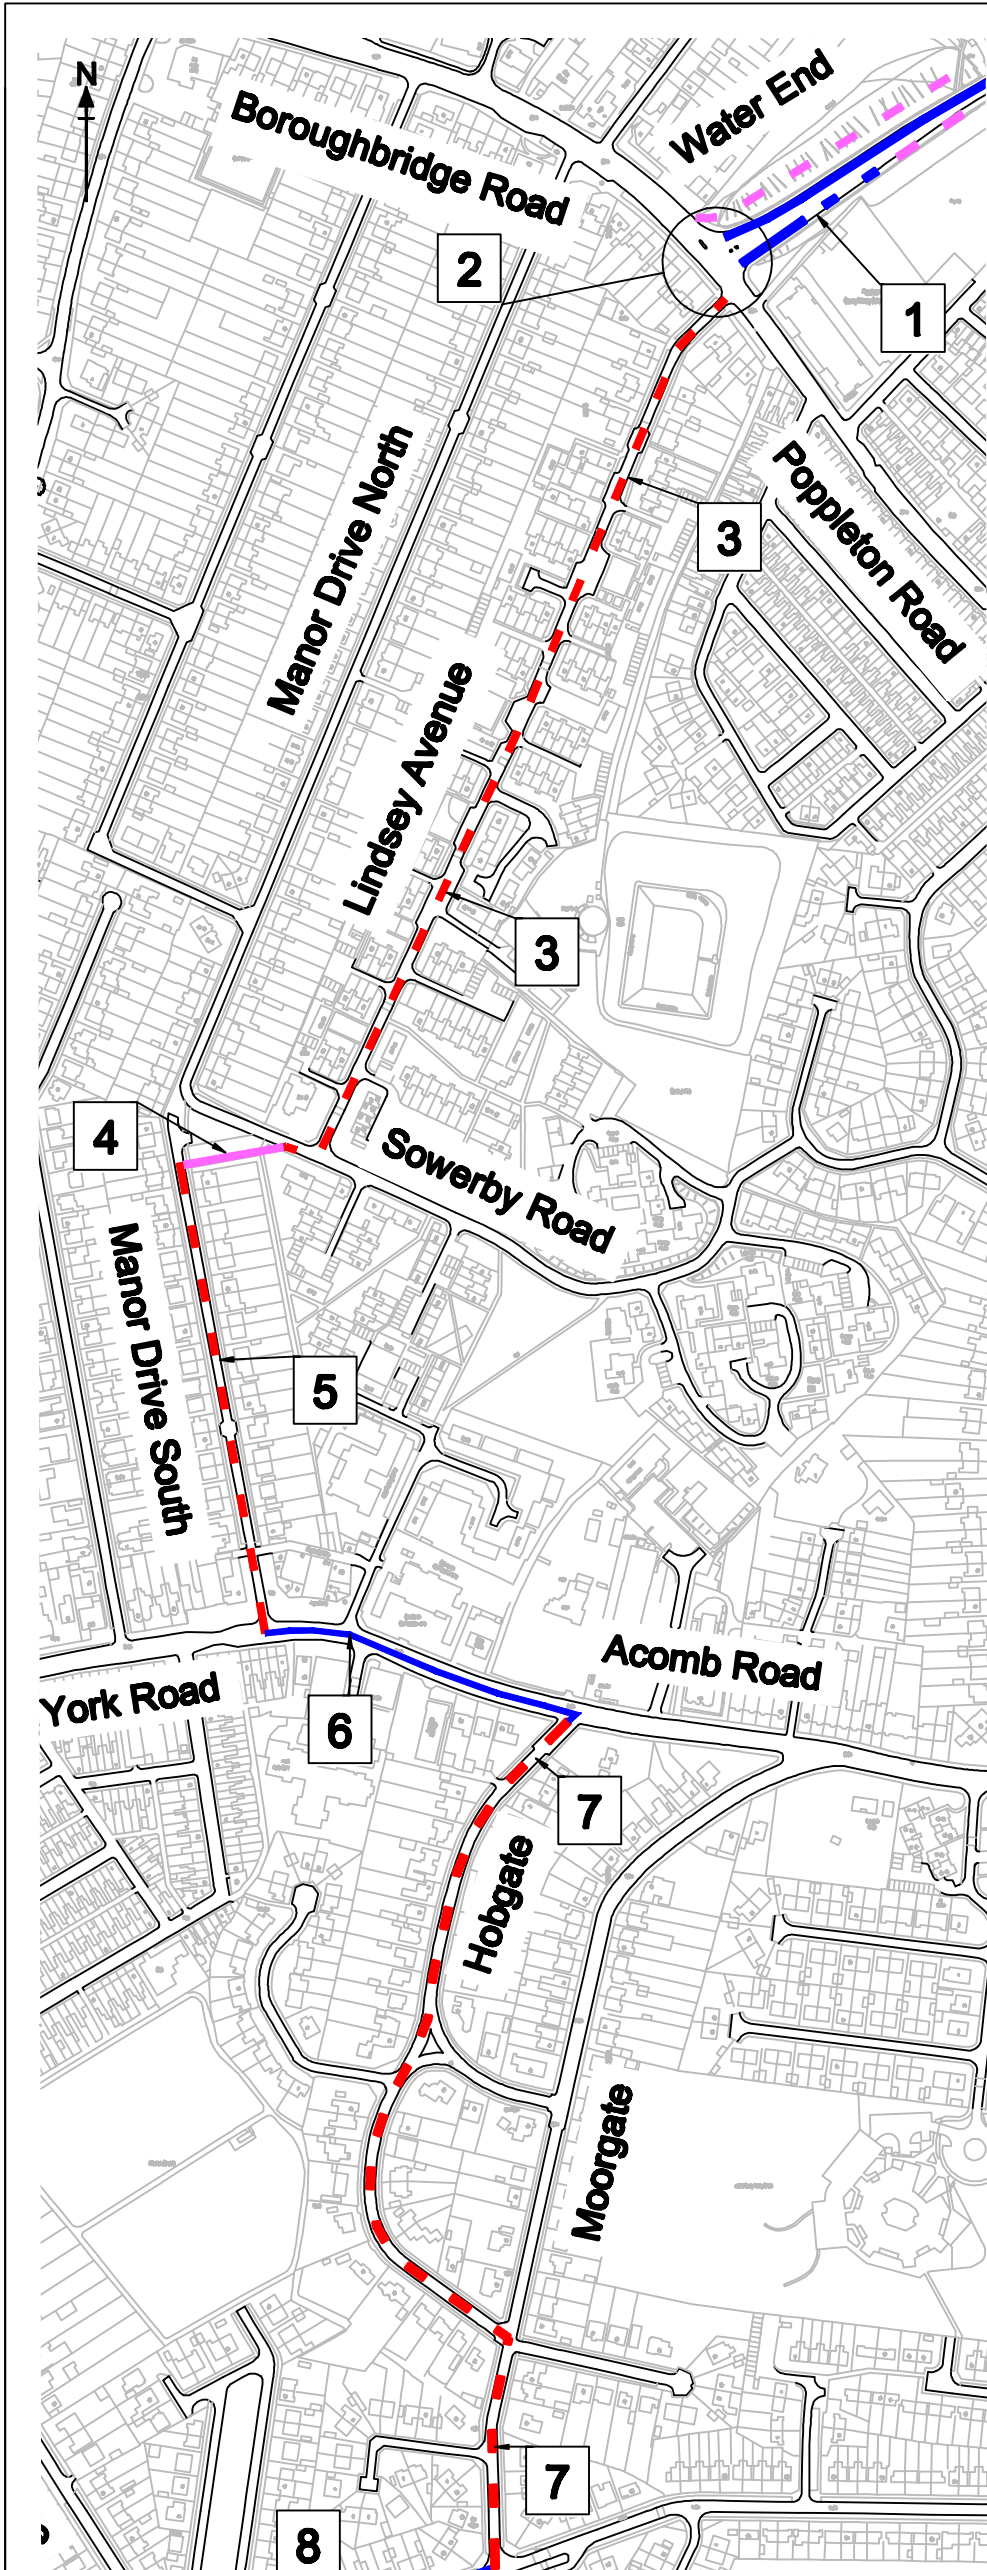 N
Water End
Boroughbridge Road
2
1
Manor Drive North
Poppleton Road
3
Lindsey Avenue
3
4
Sowerby Road
Manor Drive South
5
Acomb Road
York Road
6
7
Hobgate
Moorgate
7
8